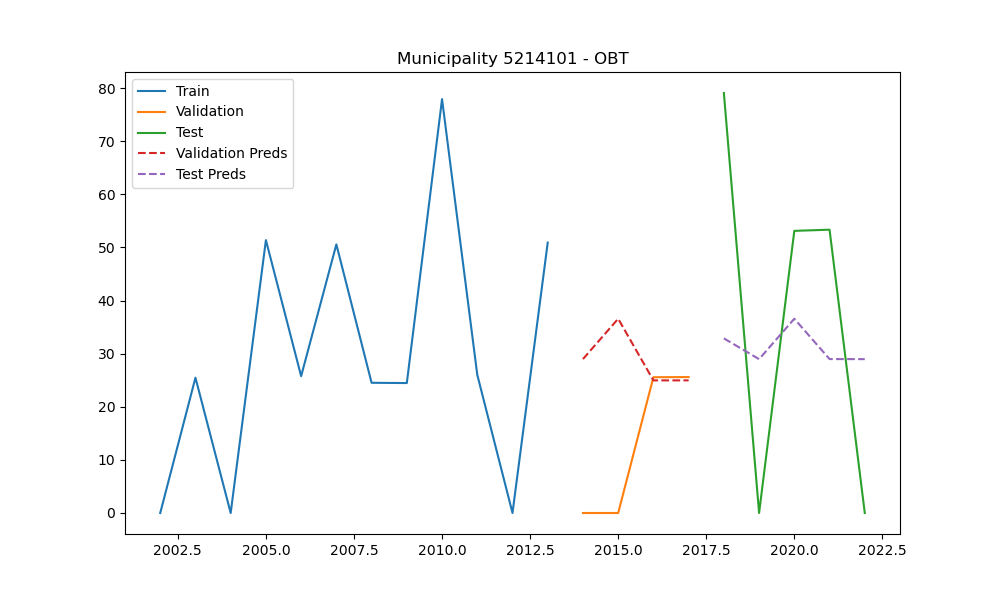 Municipality 5214101 - OBT
Train
Validation
Test
Validation Preds
Test Preds
80
70
60
50
40
30
20
10
0
2002.5 2005.0 2007.5 2010.0 2012.5 2015.0 2017.5 2020.0 2022.5